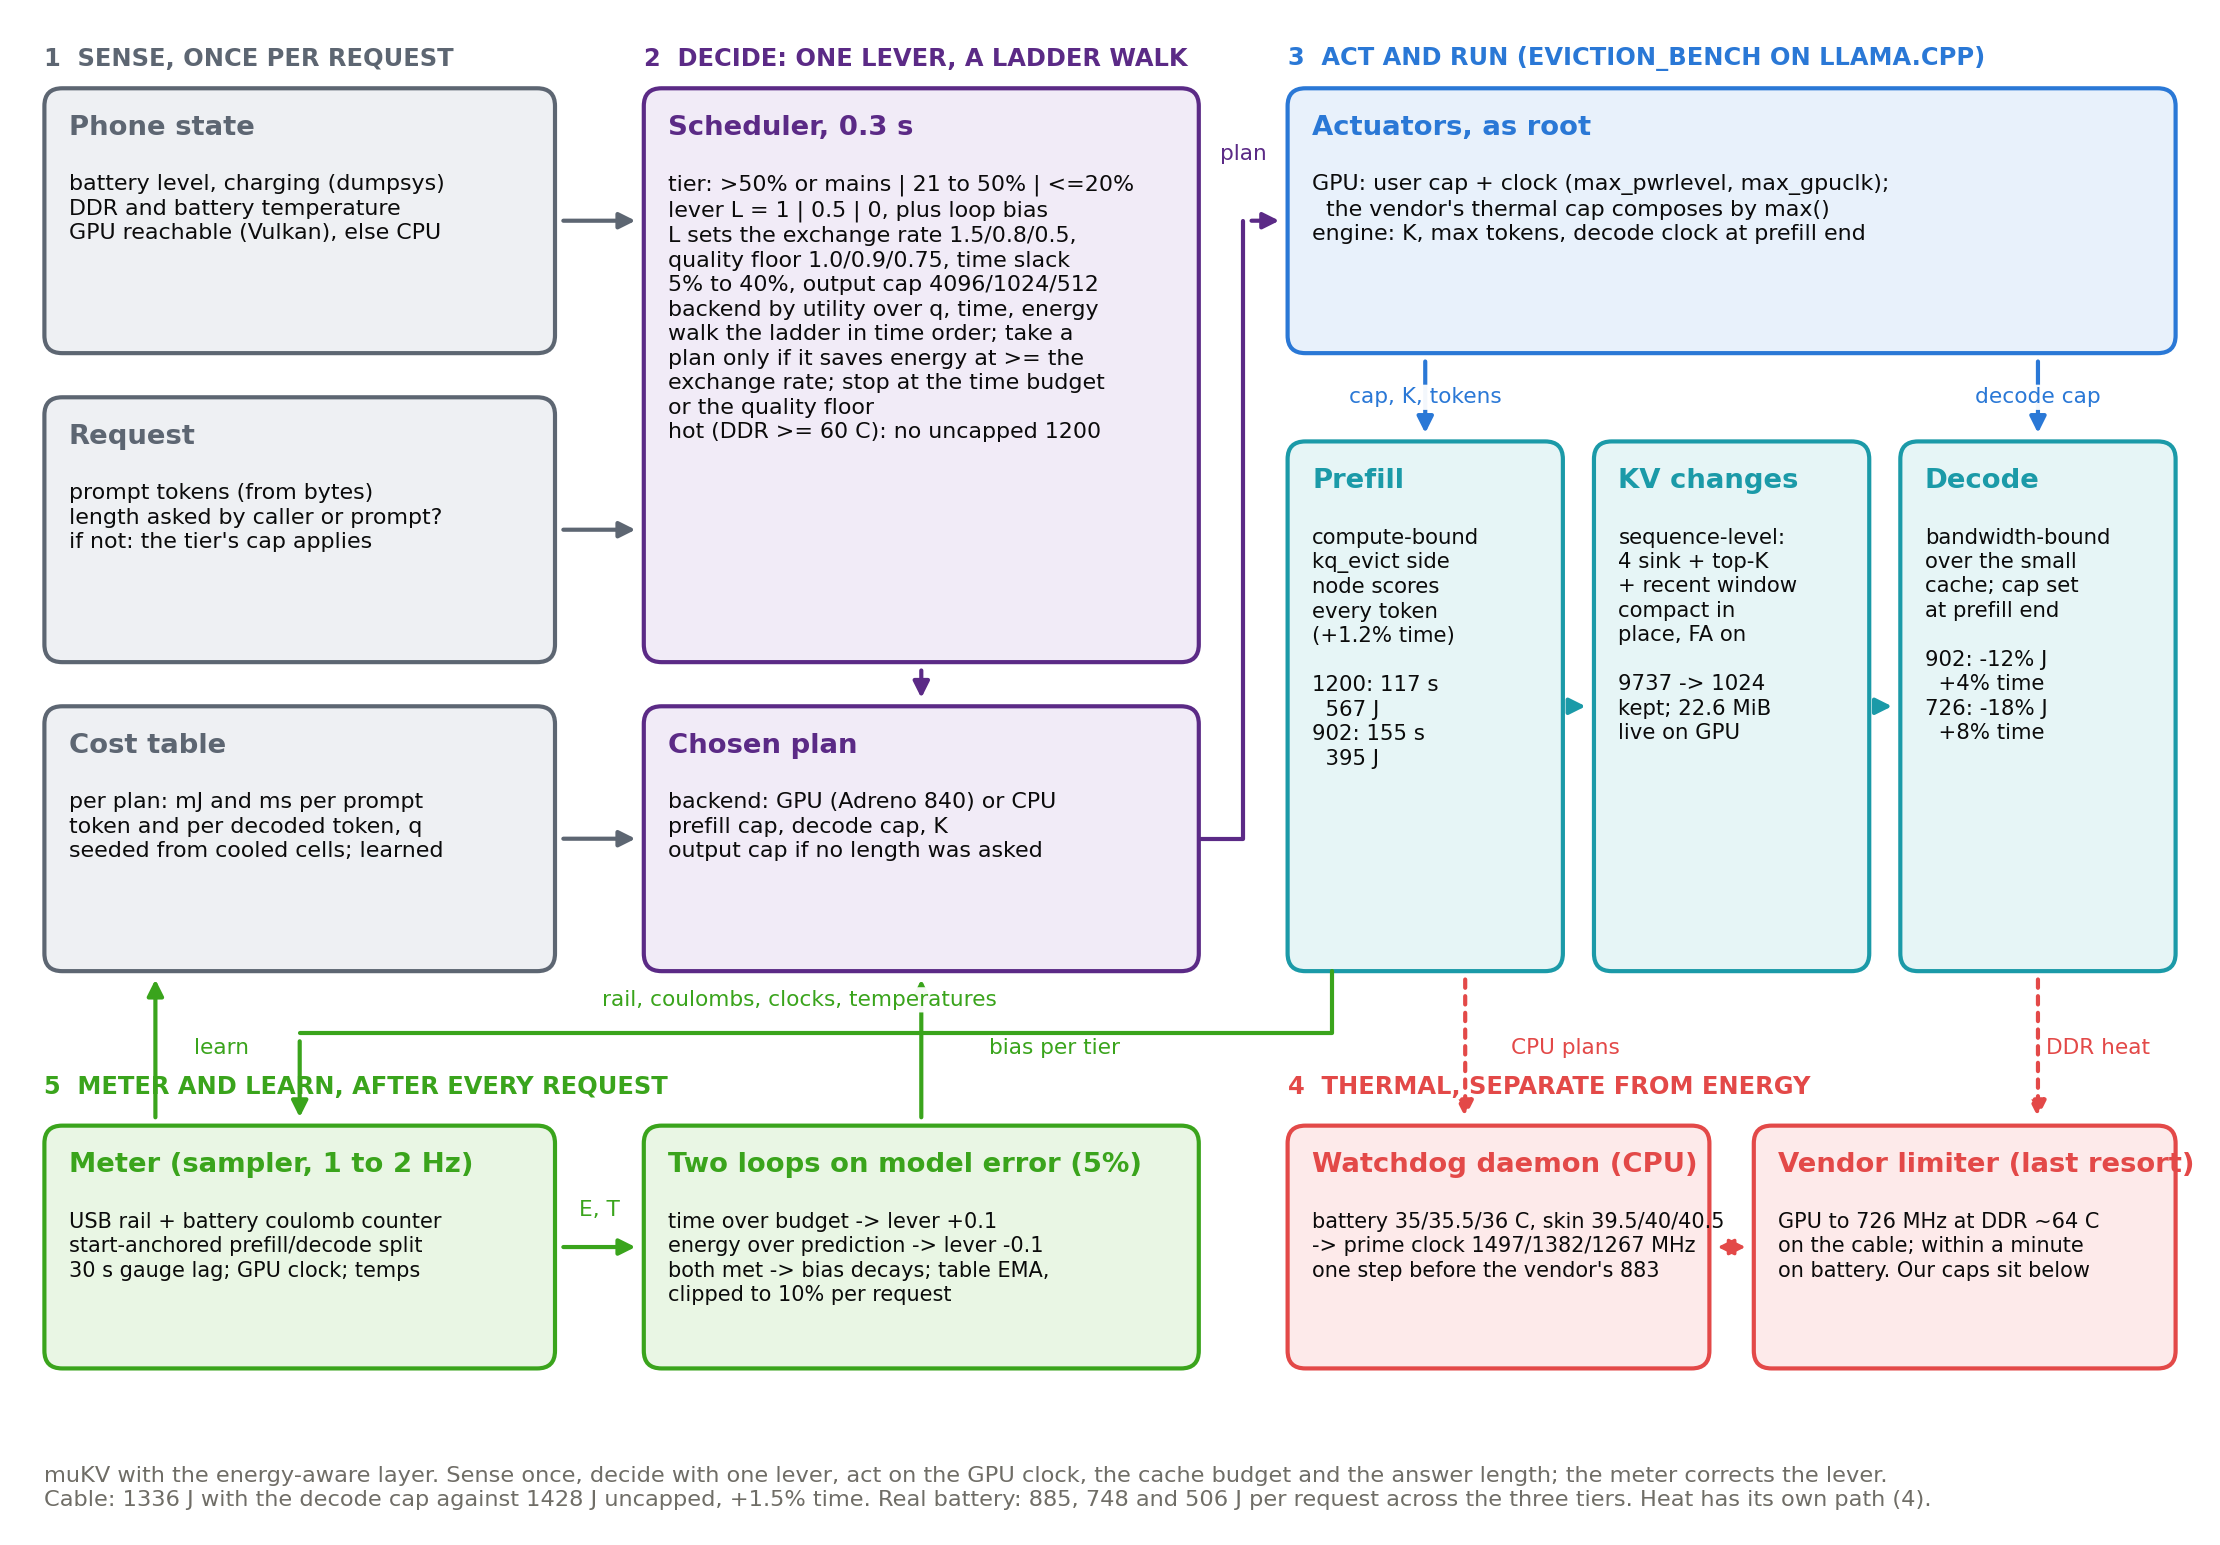 1  SENSE, ONCE PER REQUEST
Phone state
battery level, charging (dumpsys)
DDR and battery temperature
GPU reachable (Vulkan), else CPU
Request
prompt tokens (from bytes)
length asked by caller or prompt?
if not: the tier's cap applies
Cost table
per plan: mJ and ms per prompt
token and per decoded token, q
seeded from cooled cells; learned
2  DECIDE: ONE LEVER, A LADDER WALK
Scheduler, 0.3 s
tier: >50% or mains | 21 to 50% | <=20%
lever L = 1 | 0.5 | 0, plus loop bias
L sets the exchange rate 1.5/0.8/0.5,
quality floor 1.0/0.9/0.75, time slack
5% to 40%, output cap 4096/1024/512
backend by utility over q, time, energy
walk the ladder in time order; take a
plan only if it saves energy at >= the
exchange rate; stop at the time budget
or the quality floor
hot (DDR >= 60 C): no uncapped 1200
Chosen plan
backend: GPU (Adreno 840) or CPU
prefill cap, decode cap, K
output cap if no length was asked
plan
3  ACT AND RUN (EVICTION_BENCH ON LLAMA.CPP)
Actuators, as root
GPU: user cap + clock (max_pwrlevel, max_gpuclk);
the vendor's thermal cap composes by max()
engine: K, max tokens, decode clock at prefill end
cap, K, tokens
decode cap
Prefill
compute-bound
kq_evict side
node scores
every token
(+1.2% time)
1200: 117 s
567 J
902: 155 s
395 J
KV changes
sequence-level:
4 sink + top-K
+ recent window
compact in
place, FA on
9737 -> 1024
kept; 22.6 MiB
live on GPU
Decode
bandwidth-bound
over the small
cache; cap set
at prefill end
902: -12% J
+4% time
726: -18% J
+8% time
rail, coulombs, clocks, temperatures
learn
bias per tier
CPU plans
DDR heat
5  METER AND LEARN, AFTER EVERY REQUEST
Meter (sampler, 1 to 2 Hz)
USB rail + battery coulomb counter
start-anchored prefill/decode split
30 s gauge lag; GPU clock; temps
E, T
Two loops on model error (5%)
time over budget -> lever +0.1
energy over prediction -> lever -0.1
both met -> bias decays; table EMA,
clipped to 10% per request
4  THERMAL, SEPARATE FROM ENERGY
Watchdog daemon (CPU)
battery 35/35.5/36 C, skin 39.5/40/40.5
-> prime clock 1497/1382/1267 MHz
one step before the vendor's 883
Vendor limiter (last resort)
GPU to 726 MHz at DDR ~64 C
on the cable; within a minute
on battery. Our caps sit below
muKV with the energy-aware layer. Sense once, decide with one lever, act on the GPU clock, the cache budget and the answer length; the meter corrects the lever.
Cable: 1336 J with the decode cap against 1428 J uncapped, +1.5% time. Real battery: 885, 748 and 506 J per request across the three tiers. Heat has its own path (4).